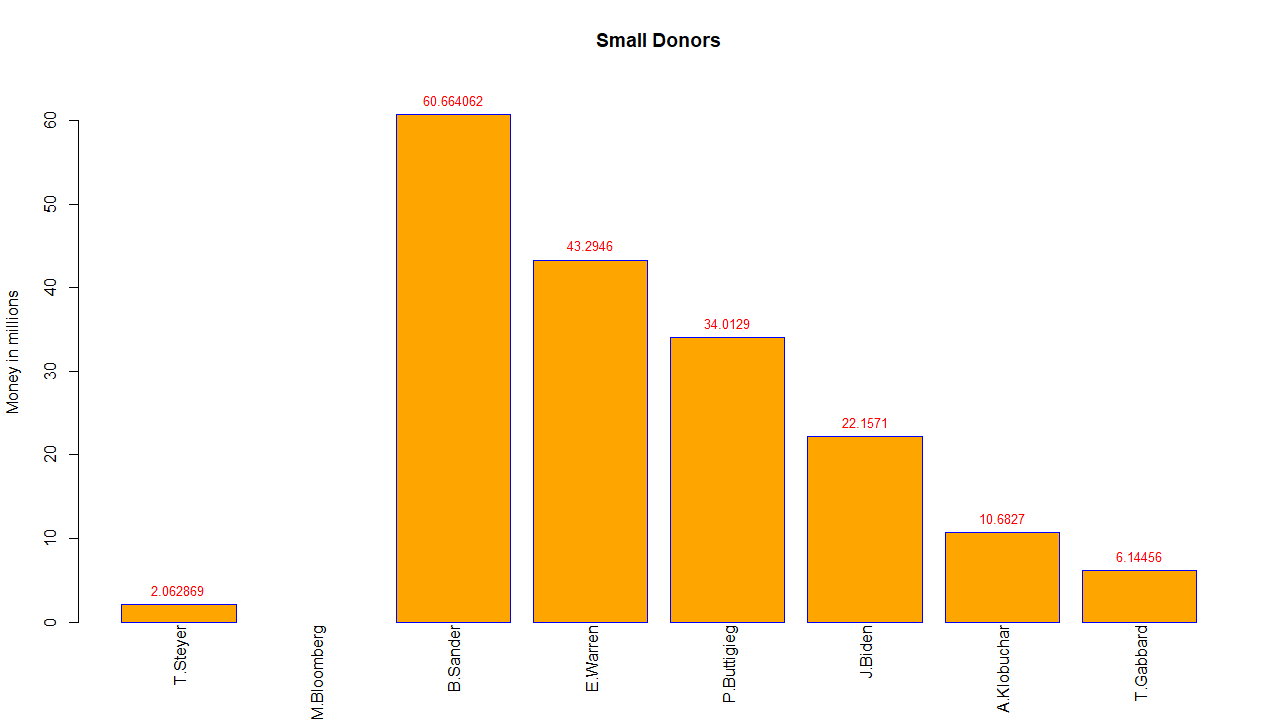 Small Donors
Money in millions
60
50
40
30
20
10
0
2.062869
60.664062
43.2946
34.0129
22.1571
10.6827
6.14456
T.Steyer
M.Bloomberg
B.Sander
E.Warren
P.Buttigieg
J.Biden
A.Klobuchar
T.Gabbard